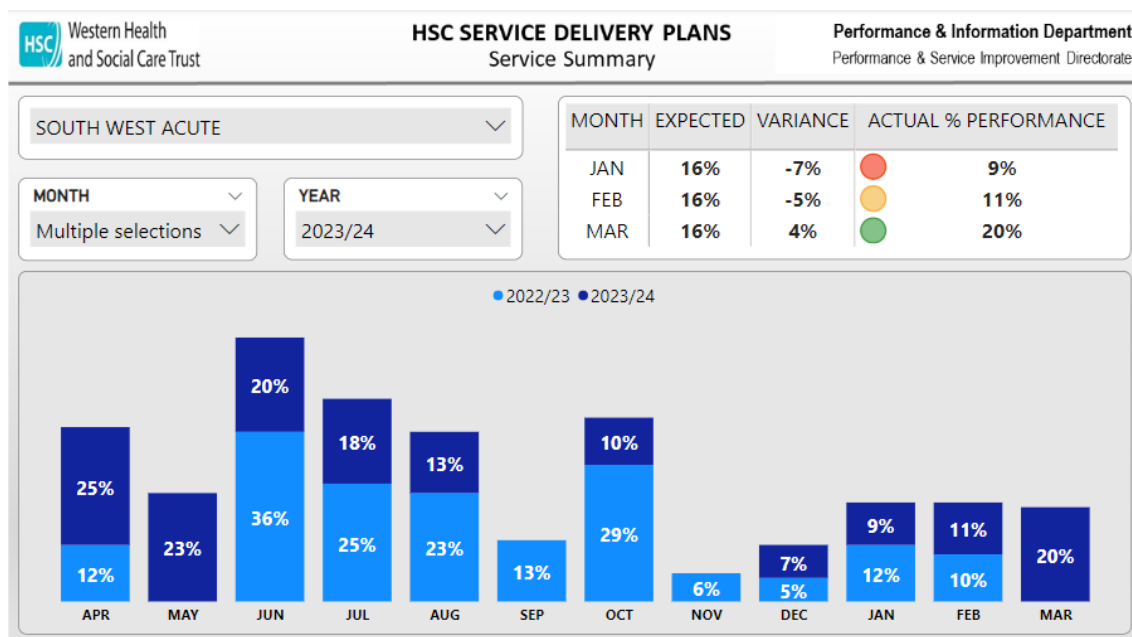 HSC
Western Health
and Social Care Trust
HSC SERVICE DELIVERY PLANS
Service Summary
Performance & Information Department
Performance & Service Improvement Directorate
SOUTH WEST ACUTE
MONTH
Multiple selections
YEAR
2023/24
MONTH EXPECTED VARIANCE ACTUAL % PERFORMANCE
JAN 16% -7% 9%
FEB 16% -5% 11%
MAR 16% 4% 20%
2022/23 2023/24
20%
18%
13%
10%
25%
23%
36%
25%
23%
13%
29%
9%
11%
20%
7%
12%
6%
5%
12%
10%
APR MAY JUN JUL AUG SEP OCT NOV DEC JAN FEB MAR